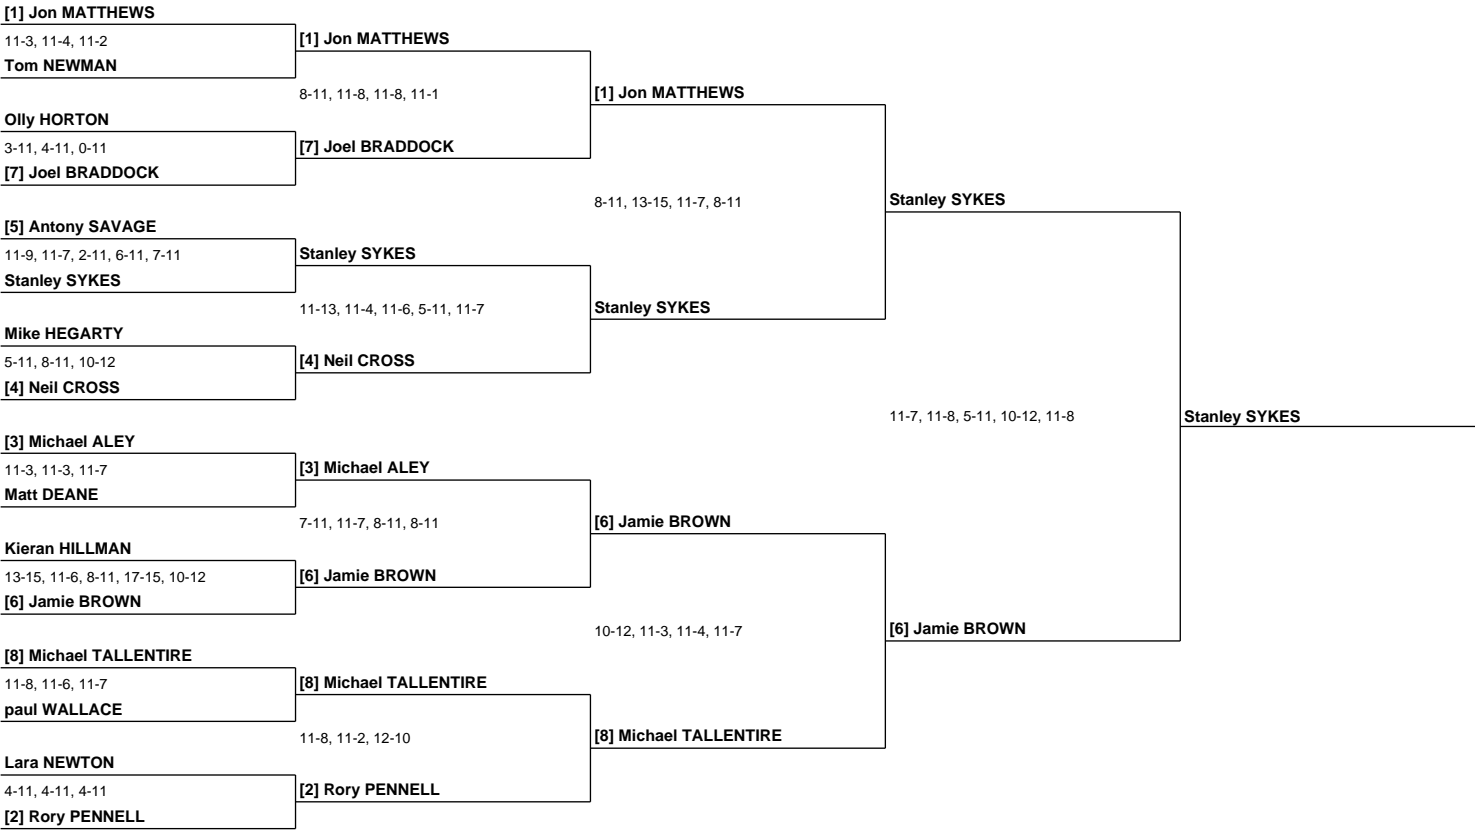 [1] Jon MATTHEWS
11-3, 11-4, 11-2
Tom NEWMAN
Olly HORTON
3-11, 4-11, 0-11
[7] Joel BRADDOCK
[5] Antony SAVAGE
11-9, 11-7, 2-11, 6-11, 7-11
Stanley SYKES
Mike HEGARTY
5-11, 8-11, 10-12
[4] Neil CROSS
[3] Michael ALEY
11-3, 11-3, 11-7
Matt DEANE
Kieran HILLMAN
13-15, 11-6, 8-11, 17-15, 10-12
[6] Jamie BROWN
[8] Michael TALLENTIRE
11-8, 11-6, 11-7
paul WALLACE
Lara NEWTON
4-11, 4-11, 4-11
[2] Rory PENNELL
[1] Jon MATTHEWS
8-11, 11-8, 11-8, 11-1
[7] Joel BRADDOCK
Stanley SYKES
11-13, 11-4, 11-6, 5-11, 11-7
[4] Neil CROSS
[3] Michael ALEY
7-11, 11-7, 8-11, 8-11
[6] Jamie BROWN
[8] Michael TALLENTIRE
11-8, 11-2, 12-10
[2] Rory PENNELL
[1] Jon MATTHEWS
8-11, 13-15, 11-7, 8-11
Stanley SYKES
[6] Jamie BROWN
10-12, 11-3, 11-4, 11-7
[8] Michael TALLENTIRE
Stanley SYKES
11-7, 11-8, 5-11, 10-12, 11-8
[6] Jamie BROWN
Stanley SYKES